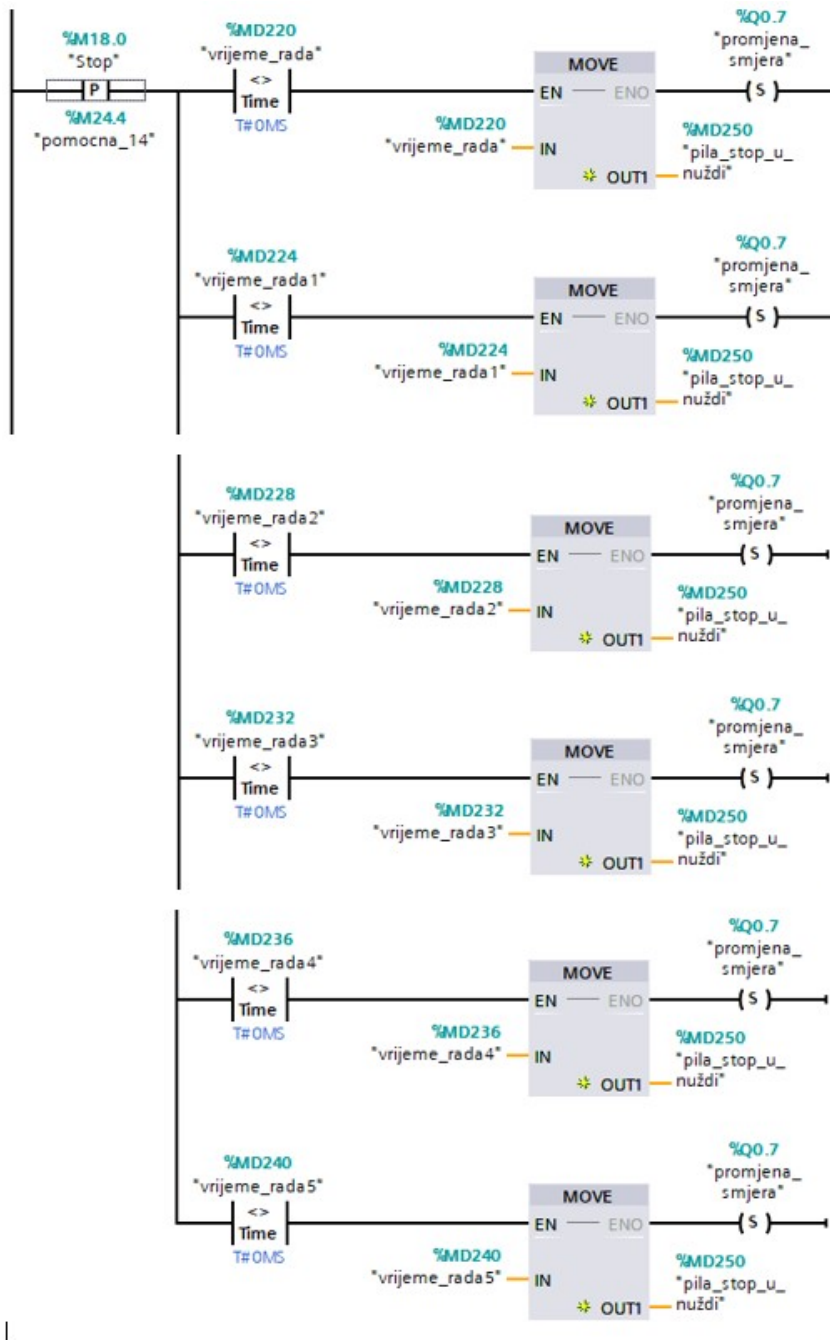 %M18.0
"Stop"
P
%M24.4
"pomocna_14"
%MD220
"vrijeme_rada"
<>
Time
T#0MS
MOVE
EN ENO
%MD220
"vrijeme_rada" IN
OUT1
%Q0.7
"promjena_
smjera"
S
%MD250
"pila_stop_u_
nuždi"
%MD224
"vrijeme_rada1"
<>
Time
T#0MS
MOVE
EN ENO
%MD224
"vrijeme_rada1" IN
OUT1
%Q0.7
"promjena_
smjera"
S
%MD250
"pila_stop_u_
nuždi"
%MD228
"vrijeme_rada2"
<>
Time
T#0MS
MOVE
EN ENO
%MD228
"vrijeme_rada2" IN
OUT1
%Q0.7
"promjena_
smjera"
S
%MD250
"pila_stop_u_
nuždi"
%MD232
"vrijeme_rada3"
<>
Time
T#0MS
MOVE
EN ENO
%MD232
"vrijeme_rada3" IN
OUT1
%Q0.7
"promjena_
smjera"
S
%MD250
"pila_stop_u_
nuždi"
%MD236
"vrijeme_rada4"
<>
Time
T#0MS
MOVE
EN ENO
%MD236
"vrijeme_rada4" IN
OUT1
%Q0.7
"promjena_
smjera"
S
%MD250
"pila_stop_u_
nuždi"
%MD240
"vrijeme_rada5"
<>
Time
T#0MS
MOVE
EN ENO
%MD240
"vrijeme_rada5" IN
OUT1
%Q0.7
"promjena_
smjera"
S
%MD250
"pila_stop_u_
nuždi"